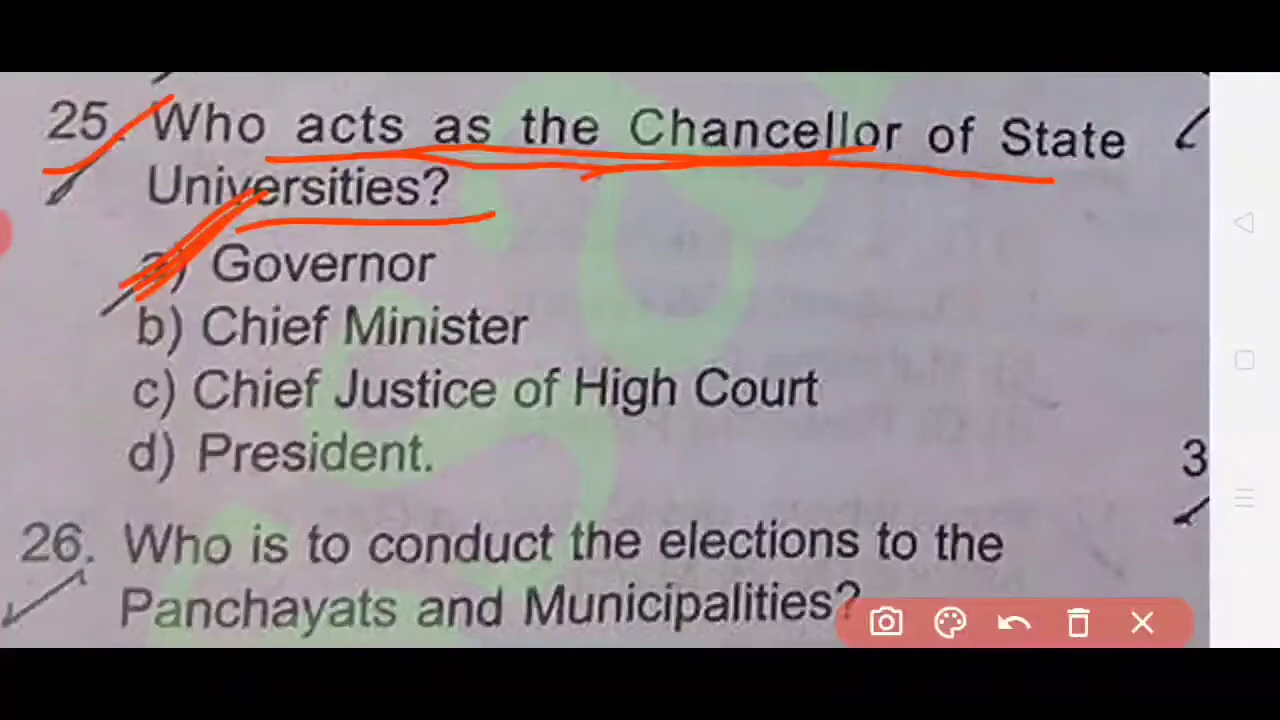 25. Who acts as the Chancellor of State
Universities?
a) Governor
b) Chief Minister
c) Chief Justice of High Court
d) President.
3
26. Who is to conduct the elections to the
Panchayats and Municipalities?